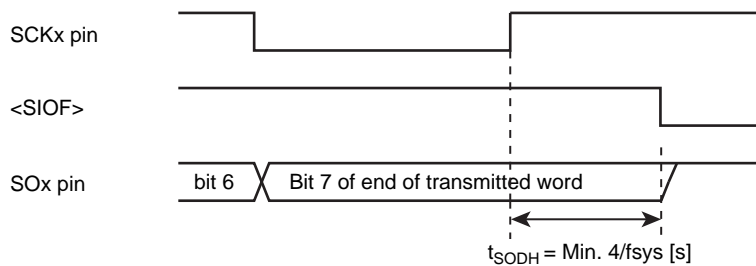 SCKx pin
<SIOF>
SOx pin
bit 6
Bit 7 of end of transmitted word
tSODH = Min. 4/fsys [s]